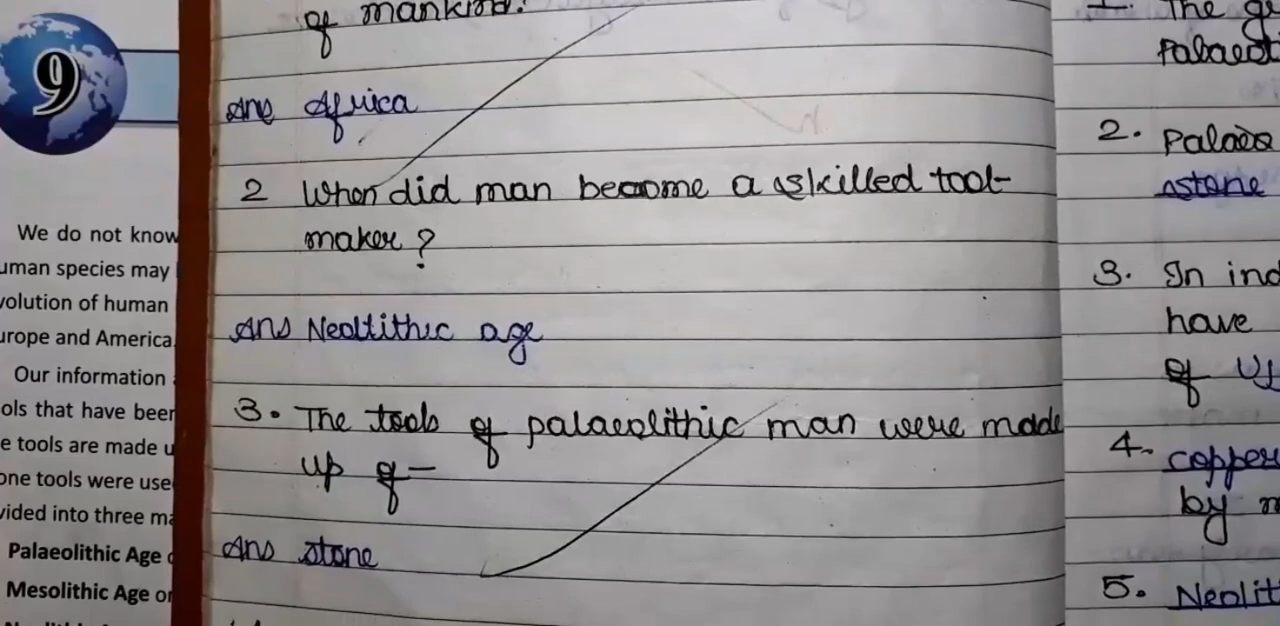 9
We do not know
uman species may
volution of human
urope and America.
Our information
ols that have been
e tools are made u
one tools were use
vided into three ma
Palaeolithic Age
Mesolithic Age or
of mankind.
Ans Africa
2 When did man become a skilled tool-
maker?
Ans Neolithic age
3. The tools of palaeolithic man were made
up of-
Ans stone
1. The ge
Palaeol
2. Palaeo
stone
3. In ind
have
of
4. copper
by m
5. Neolit